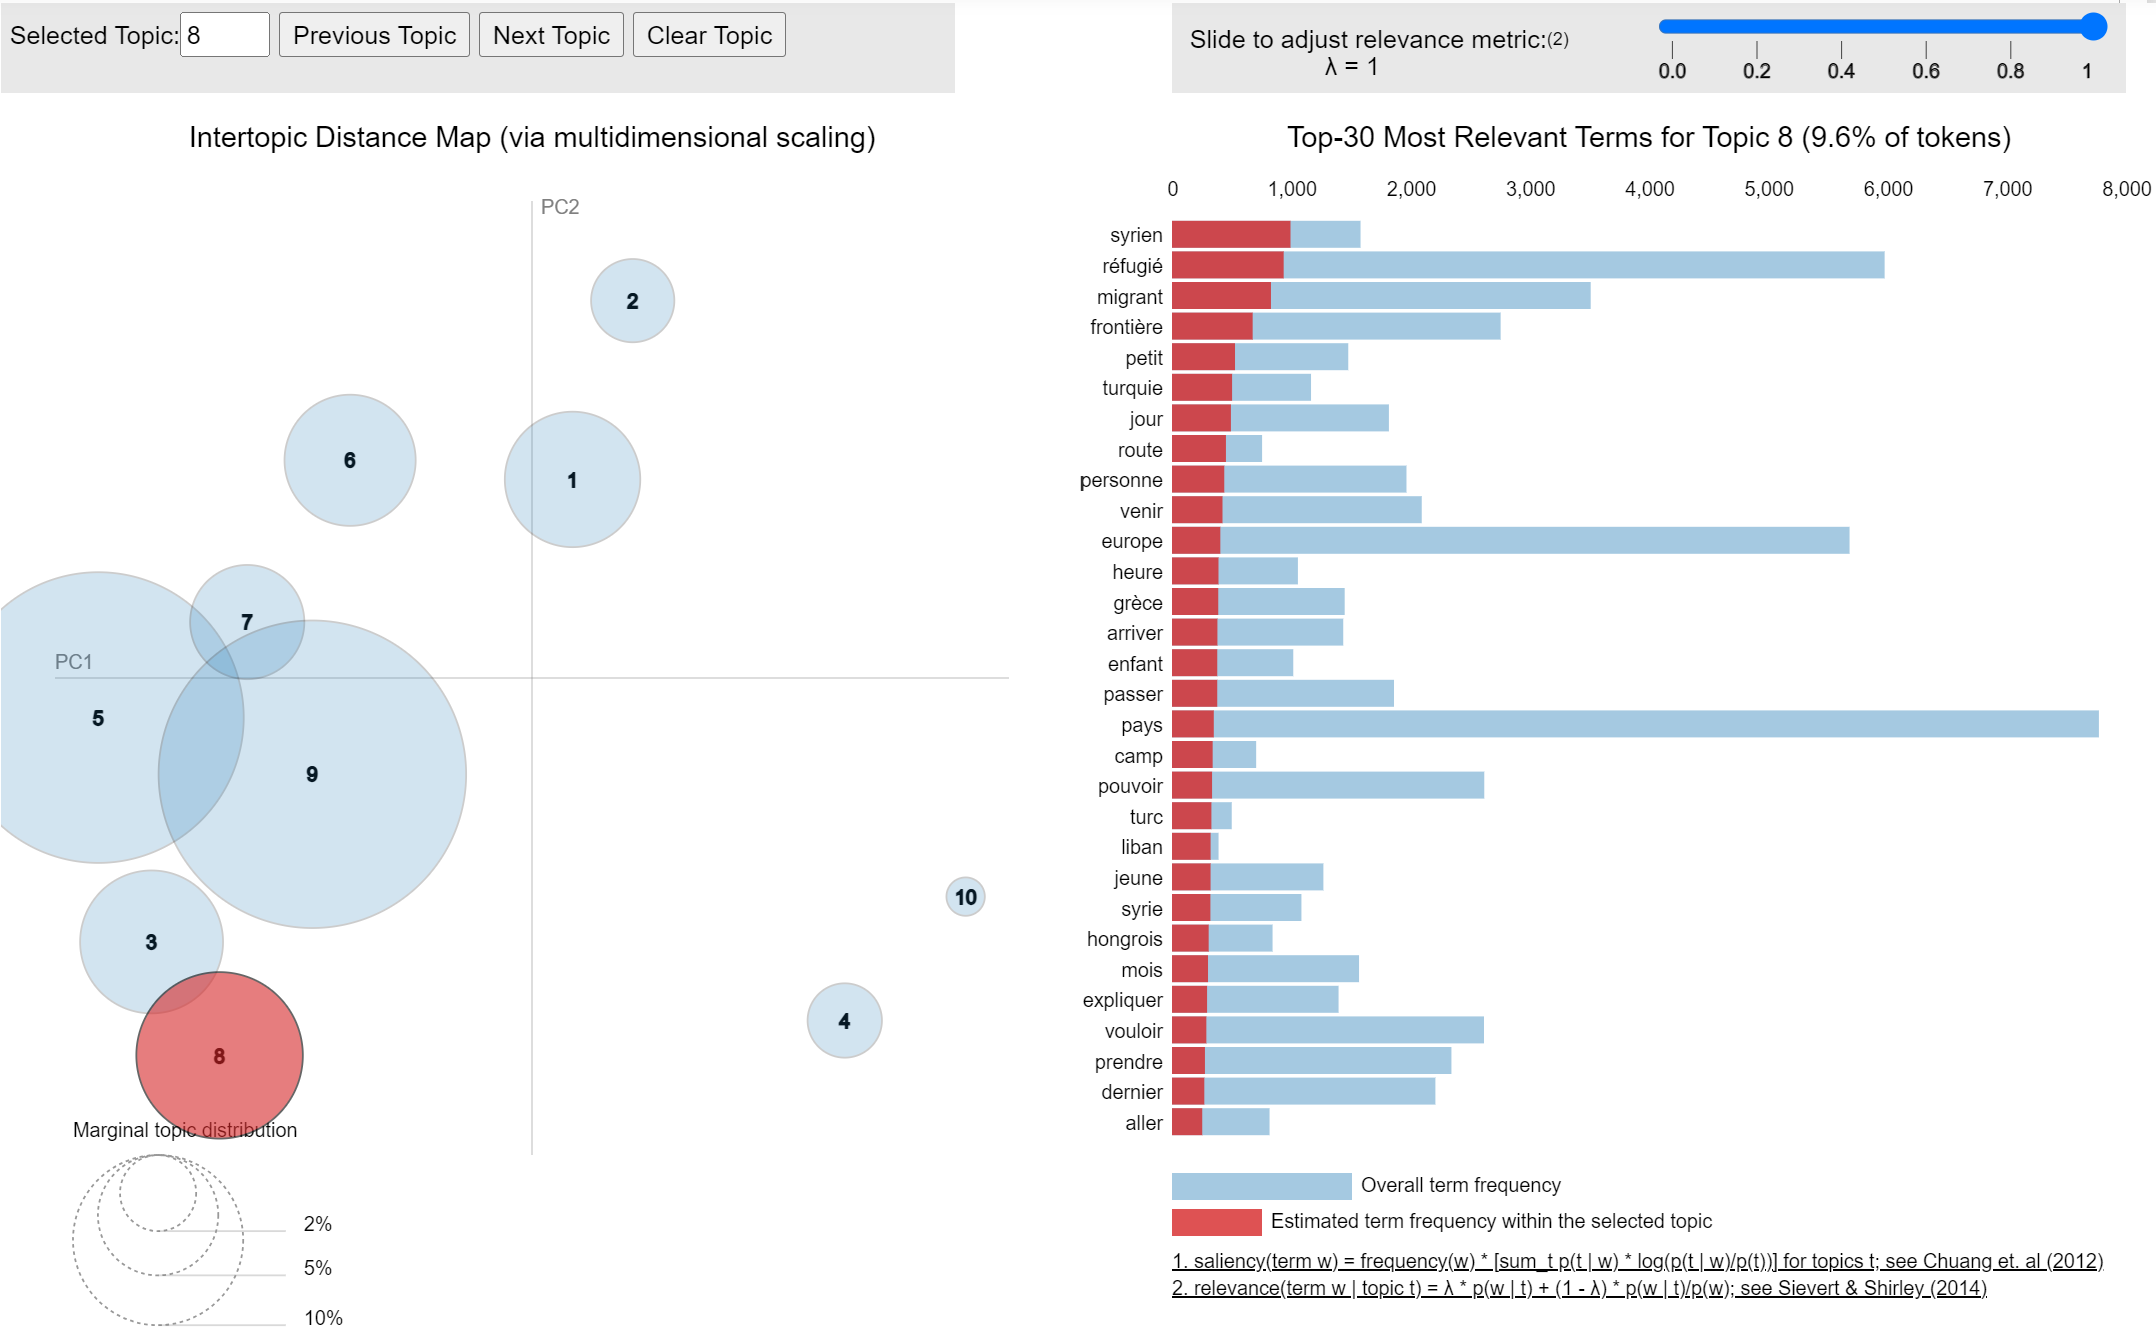 Selected Topic: 8 Previous Topic Next Topic Clear Topic
Slide to adjust relevance metric:(2)
λ = 1
0.0 0.2 0.4 0.6 0.8 1
Intertopic Distance Map (via multidimensional scaling)
PC2
2
6
1
7
PC1
5
9
10
3
4
8
Marginal topic distribution
2%
5%
10%
Top-30 Most Relevant Terms for Topic 8 (9.6% of tokens)
0 1,000 2,000 3,000 4,000 5,000 6,000 7,000 8,000
syrien
réfugié
migrant
frontière
petit
turquie
jour
route
personne
venir
europe
heure
grèce
arriver
enfant
passer
pays
camp
pouvoir
turc
liban
jeune
syrie
hongrois
mois
expliquer
vouloir
prendre
dernier
aller
Overall term frequency
Estimated term frequency within the selected topic
1. saliency(term w) = frequency(w) * [sum_t p(t | w) * log(p(t | w)/p(t))] for topics t; see Chuang et. al (2012)
2. relevance(term w | topic t) = λ * p(w | t) + (1 - λ) * p(w | t)/p(w); see Sievert & Shirley (2014)